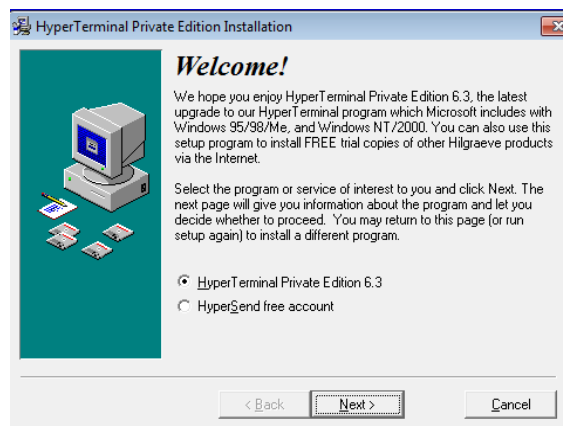 HyperTerminal Private Edition Installation
Welcome!
We hope you enjoy HyperTerminal Private Edition 6.3, the latest
upgrade to our HyperTerminal program which Microsoft includes with
Windows 95/98/Me, and Windows NT/2000. You can also use this
setup program to install FREE trial copies of other Hilgraeve products
via the Internet.
Select the program or service of interest to you and click Next. The
next page will give you information about the program and let you
decide whether to proceed. You may return to this page (or run
setup again) to install a different program.
HyperTerminal Private Edition 6.3
HyperSend free account
< Back
Next >
Cancel